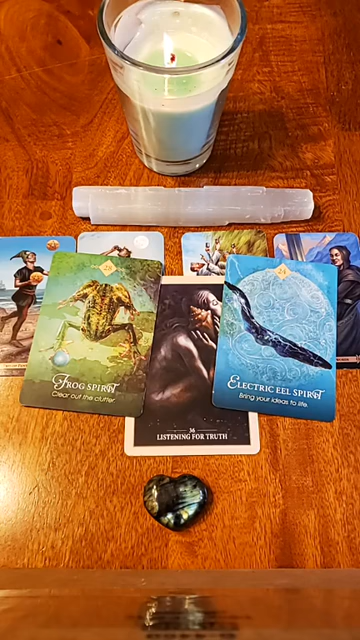 25
FROG SPIRIT
Clear out the clutter.
24
ELECTRIC EEL SPIRIT
Bring your ideas to life.
36
LISTENING FOR TRUTH